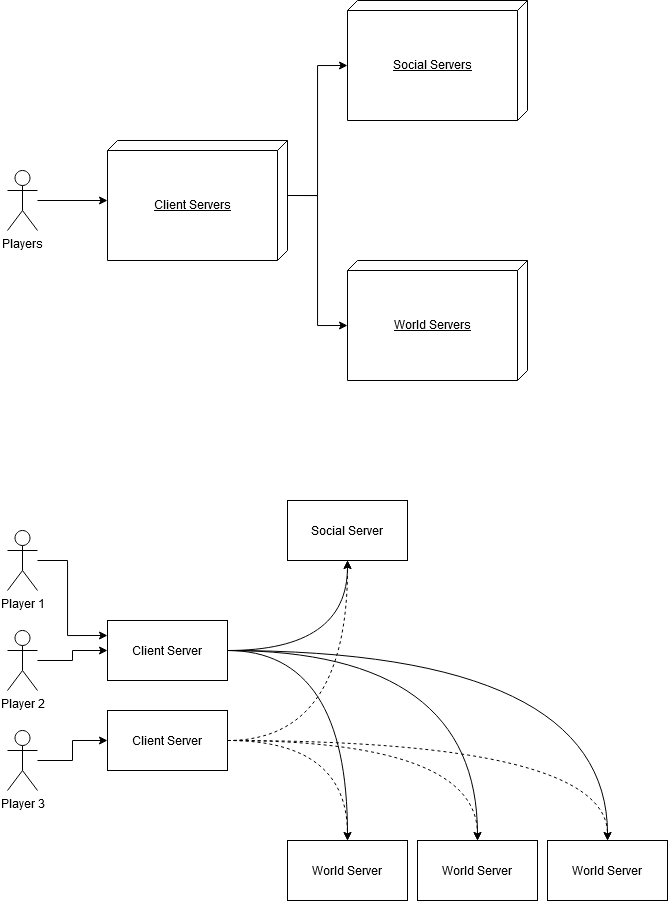 Social Servers
Client Servers
Players
World Servers
Social Server
Player 1
Client Server
Player 2
Client Server
Player 3
World Server
World Server
World Server